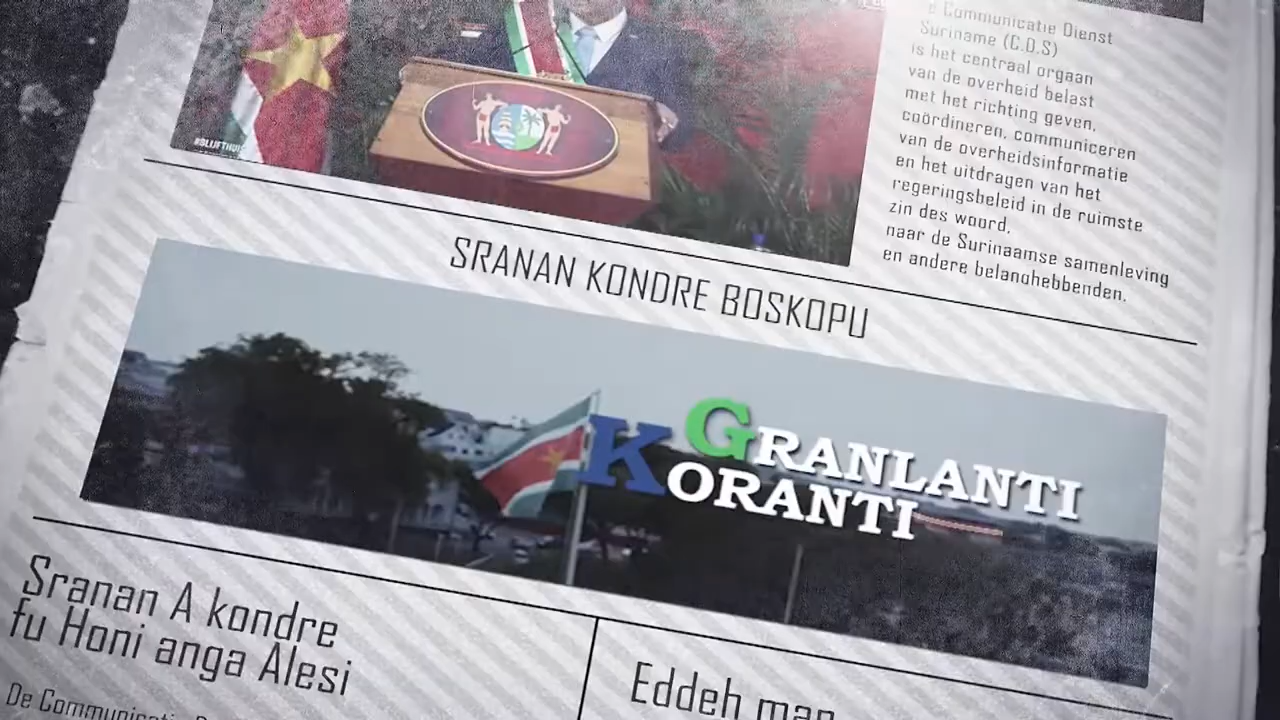 Communicatie Dienst
Suriname (C.D.S)
is het centraal orgaan
van de overheid belast
met het richting geven,
coördineren, communiceren
van de overheidsinformatie
en het uitdragen van het
regeringsbeleid in de ruimste
zin des woord,
naar de Surinaamse samenleving
en andere belanghebbenden.
SRANAN KONDRE BOSKOPU
GRANLANTI
KORANTI
Sranan A kondre
fu Honi anga Alesi
De
Eddeh man